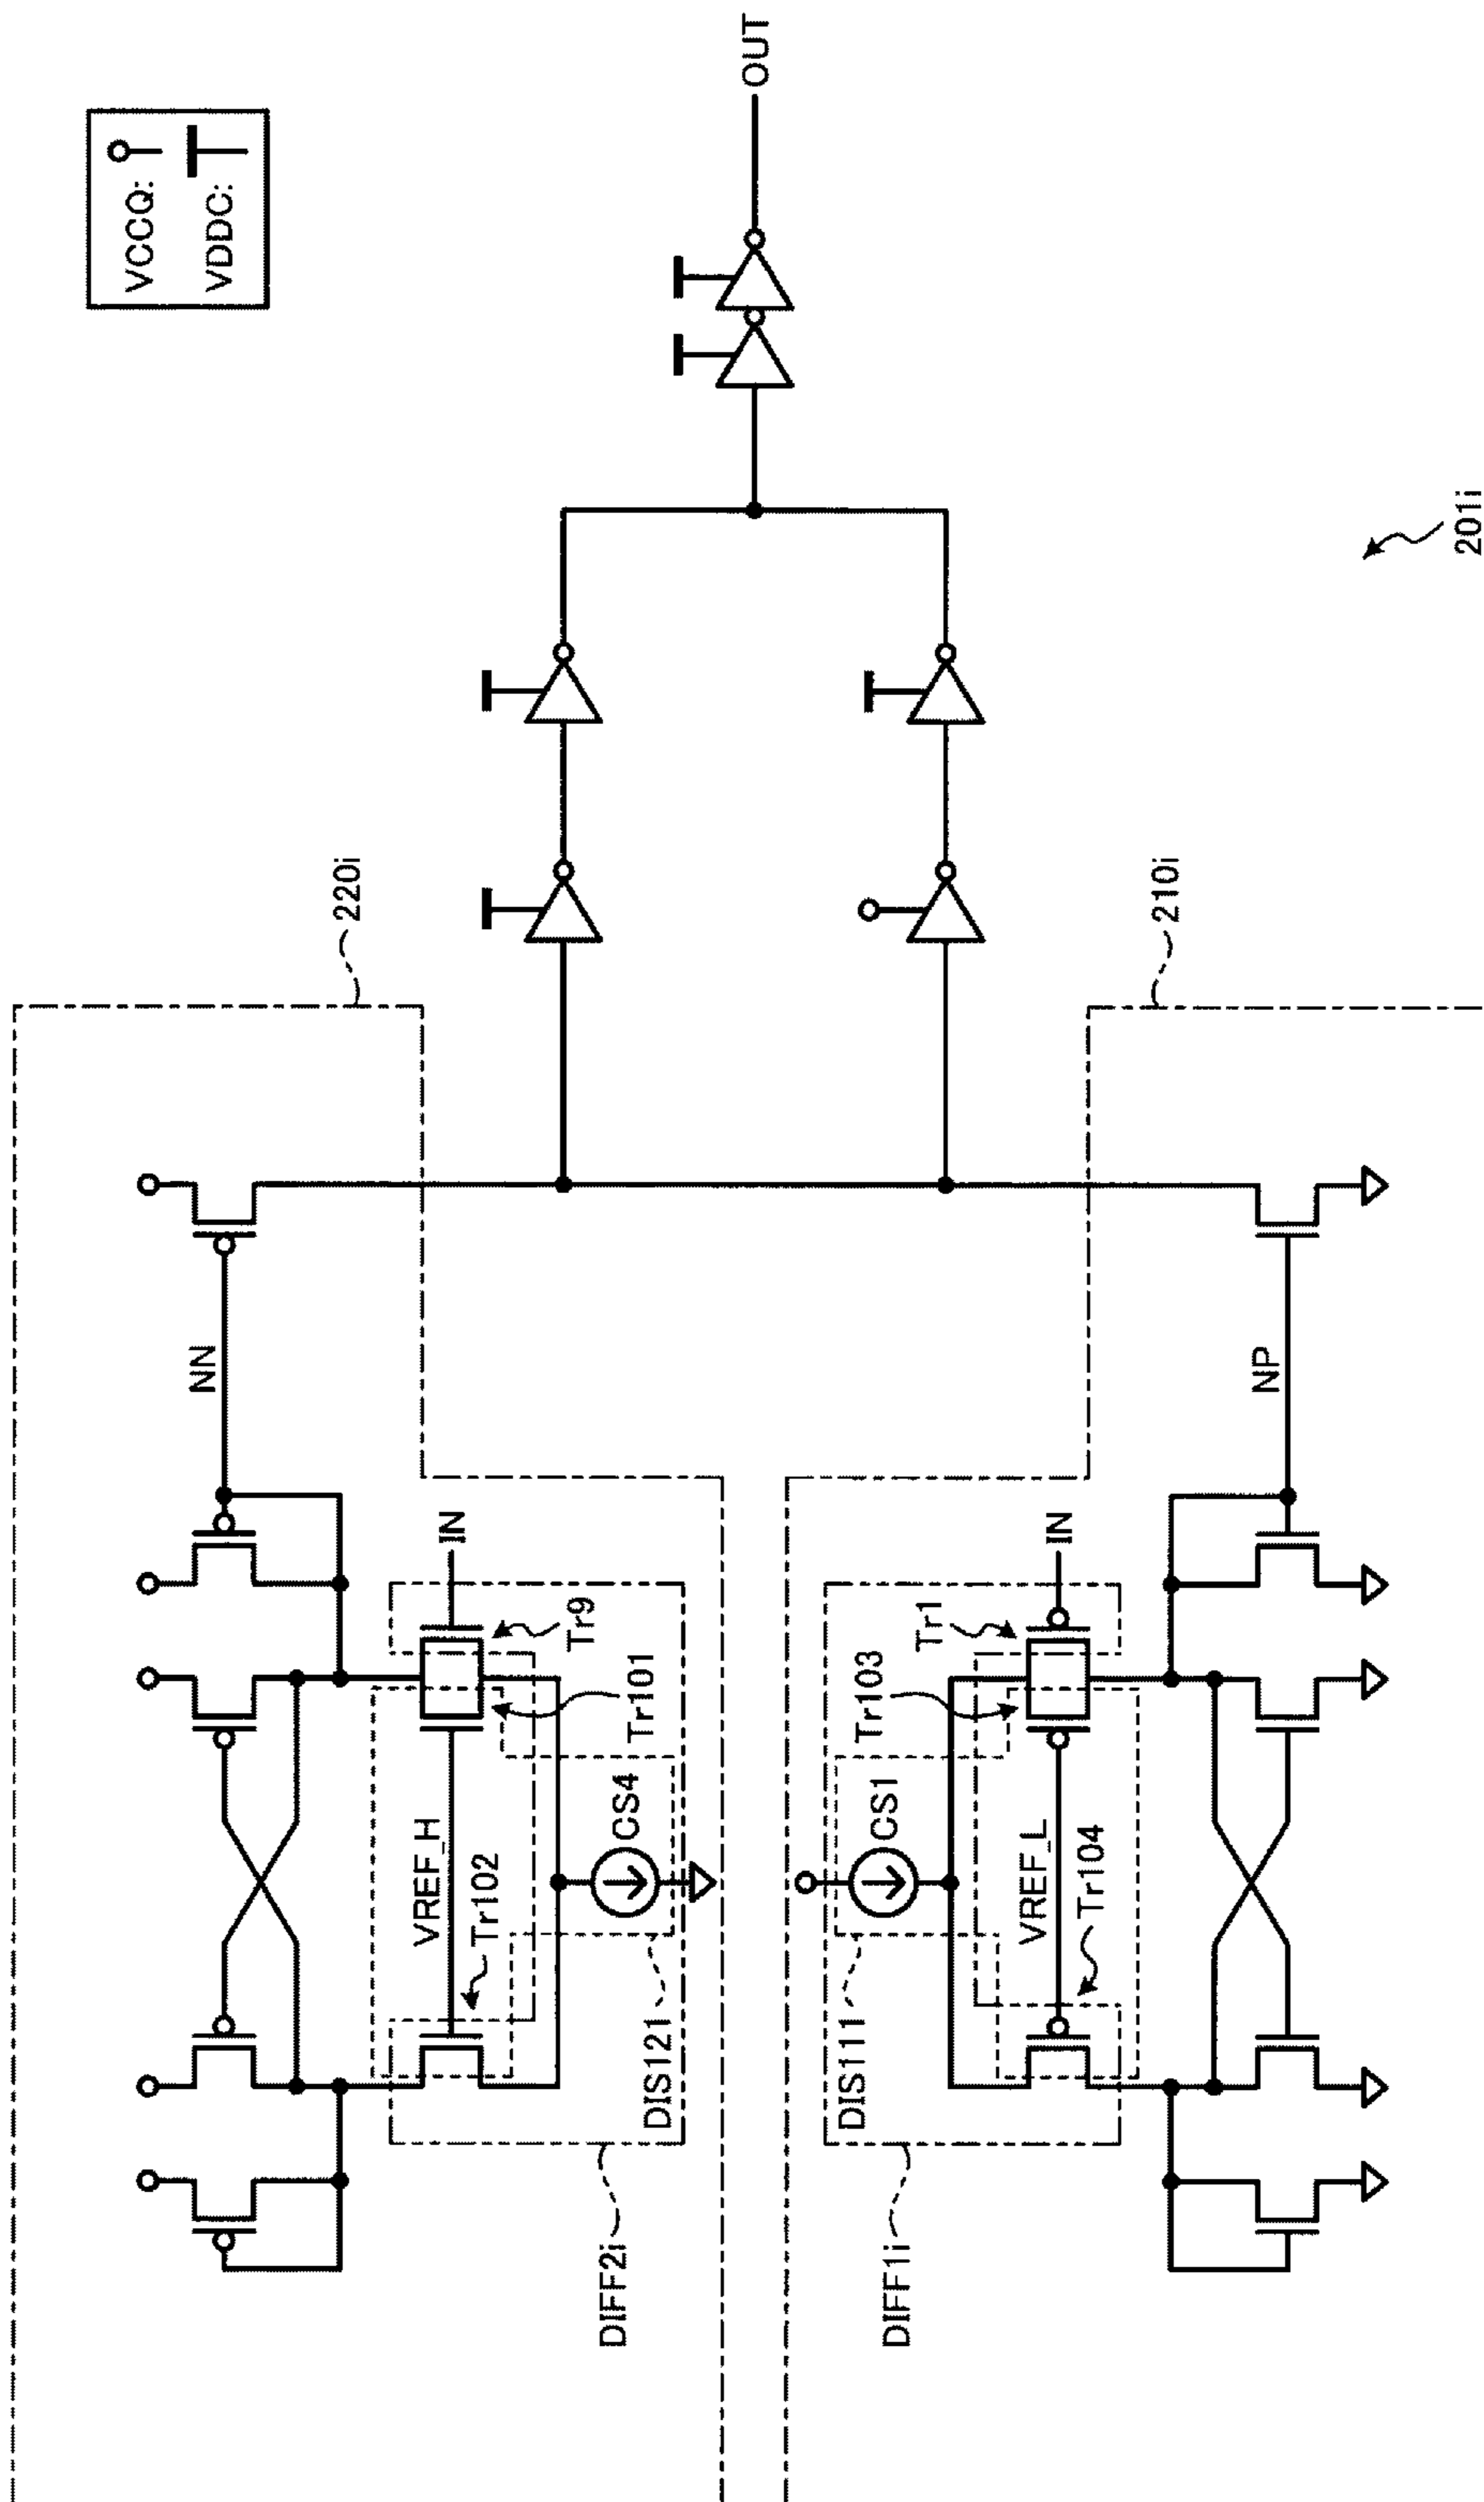 VCCQ:
VDDC:
OUT
201i
220i
210i
NN
NP
IN
IN
Tr9
Tr101
VREF_H
Tr102
CS4
DIS121
DIFF2i
Tr1
Tr103
CS1
VREF_L
Tr104
DIS111
DIFF1i